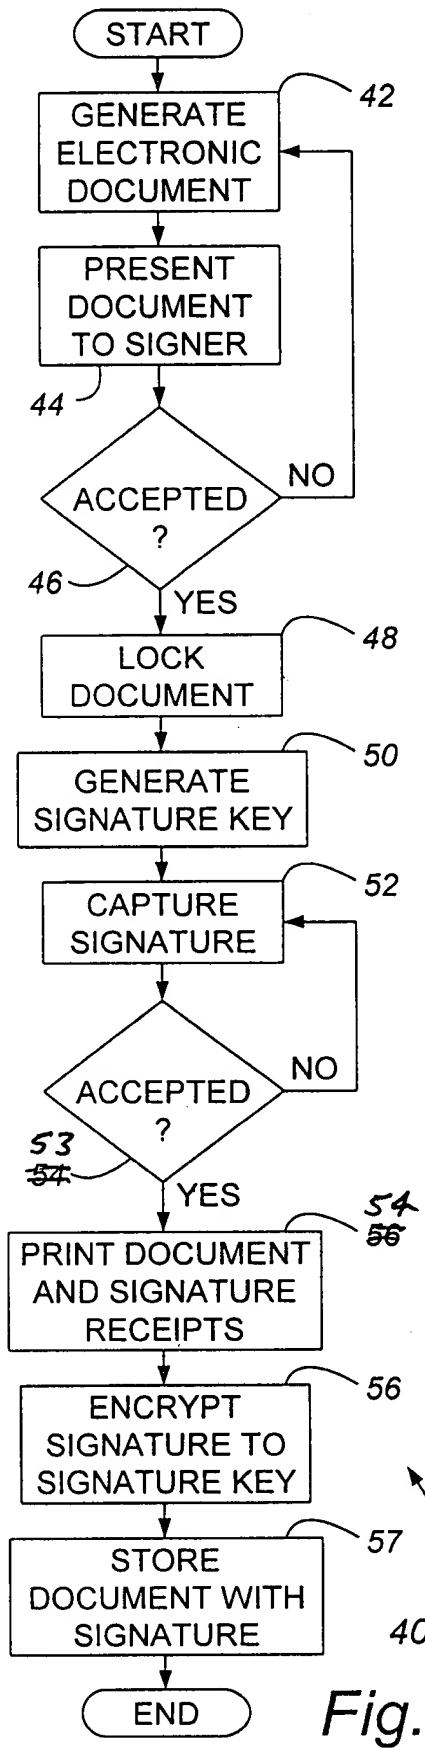 START
42
GENERATE
ELECTRONIC
DOCUMENT
PRESENT
DOCUMENT
TO SIGNER
44
NO
ACCEPTED
?
46
YES
48
LOCK
DOCUMENT
50
GENERATE
SIGNATURE KEY
52
CAPTURE
SIGNATURE
NO
ACCEPTED
?
53
54
YES
54
56
PRINT DOCUMENT
AND SIGNATURE
RECEIPTS
56
ENCRYPT
SIGNATURE TO
SIGNATURE KEY
57
STORE
DOCUMENT WITH
SIGNATURE
40
END
Fig.